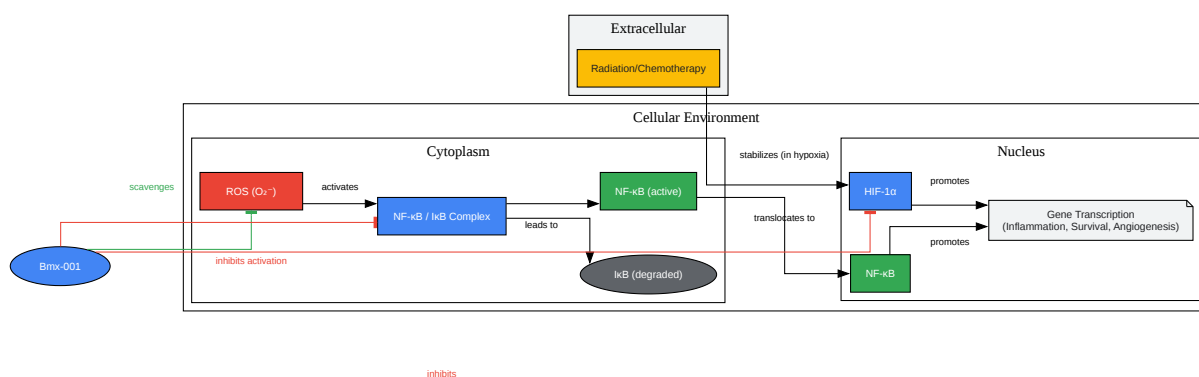 Extracellular
Radiation/Chemotherapy
Cellular Environment
Cytoplasm
Nucleus
stabilizes (in hypoxia)
scavenges
ROS (O₂⁻)
activates
NF-κB / IκB Complex
leads to
NF-κB (active)
translocates to
HIF-1α
promotes
Gene Transcription
(Inflammation, Survival, Angiogenesis)
promotes
Bmx-001
inhibits activation
IκB (degraded)
NF-κB
inhibits